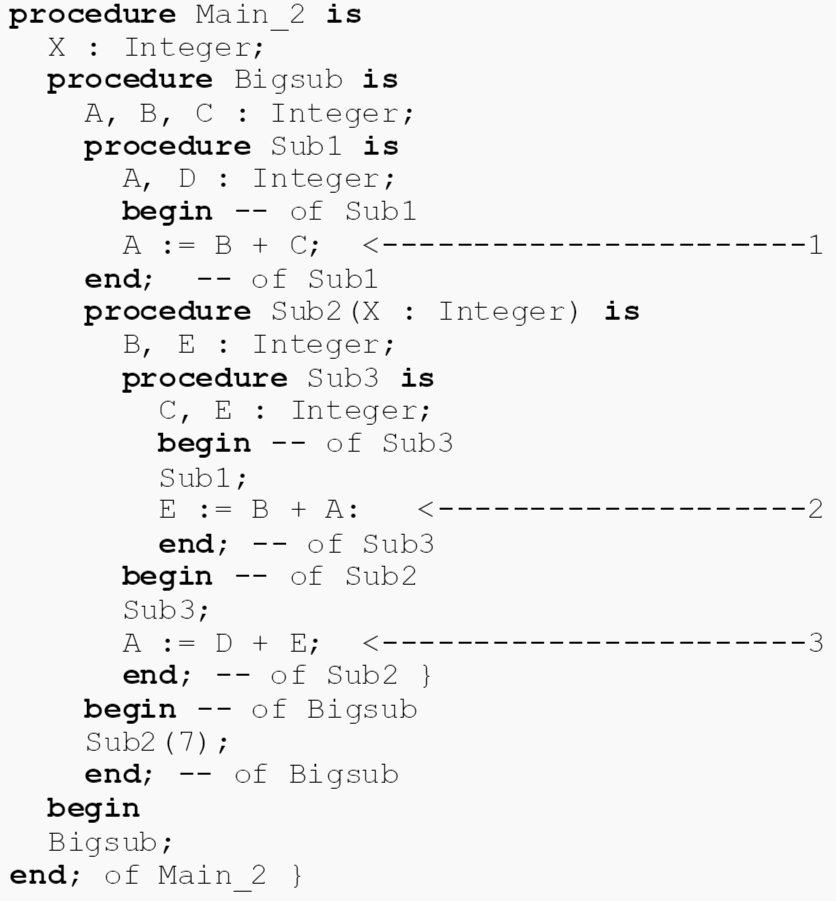 procedure Main_2 is
X : Integer;
procedure Bigsub is
A, B, C : Integer;
procedure Sub1 is
A, D : Integer;
begin -- of Sub1
A := B + C; <-----------------------1
end; -- of Sub1
procedure Sub2(X : Integer) is
B, E : Integer;
procedure Sub3 is
C, E : Integer;
begin -- of Sub3
Sub1;
E := B + A: <--------------------2
end; -- of Sub3
begin -- of Sub2
Sub3;
A := D + E; <-----------------------3
end; -- of Sub2 }
begin -- of Bigsub
Sub2(7);
end; -- of Bigsub
begin
Bigsub;
end; of Main_2 }